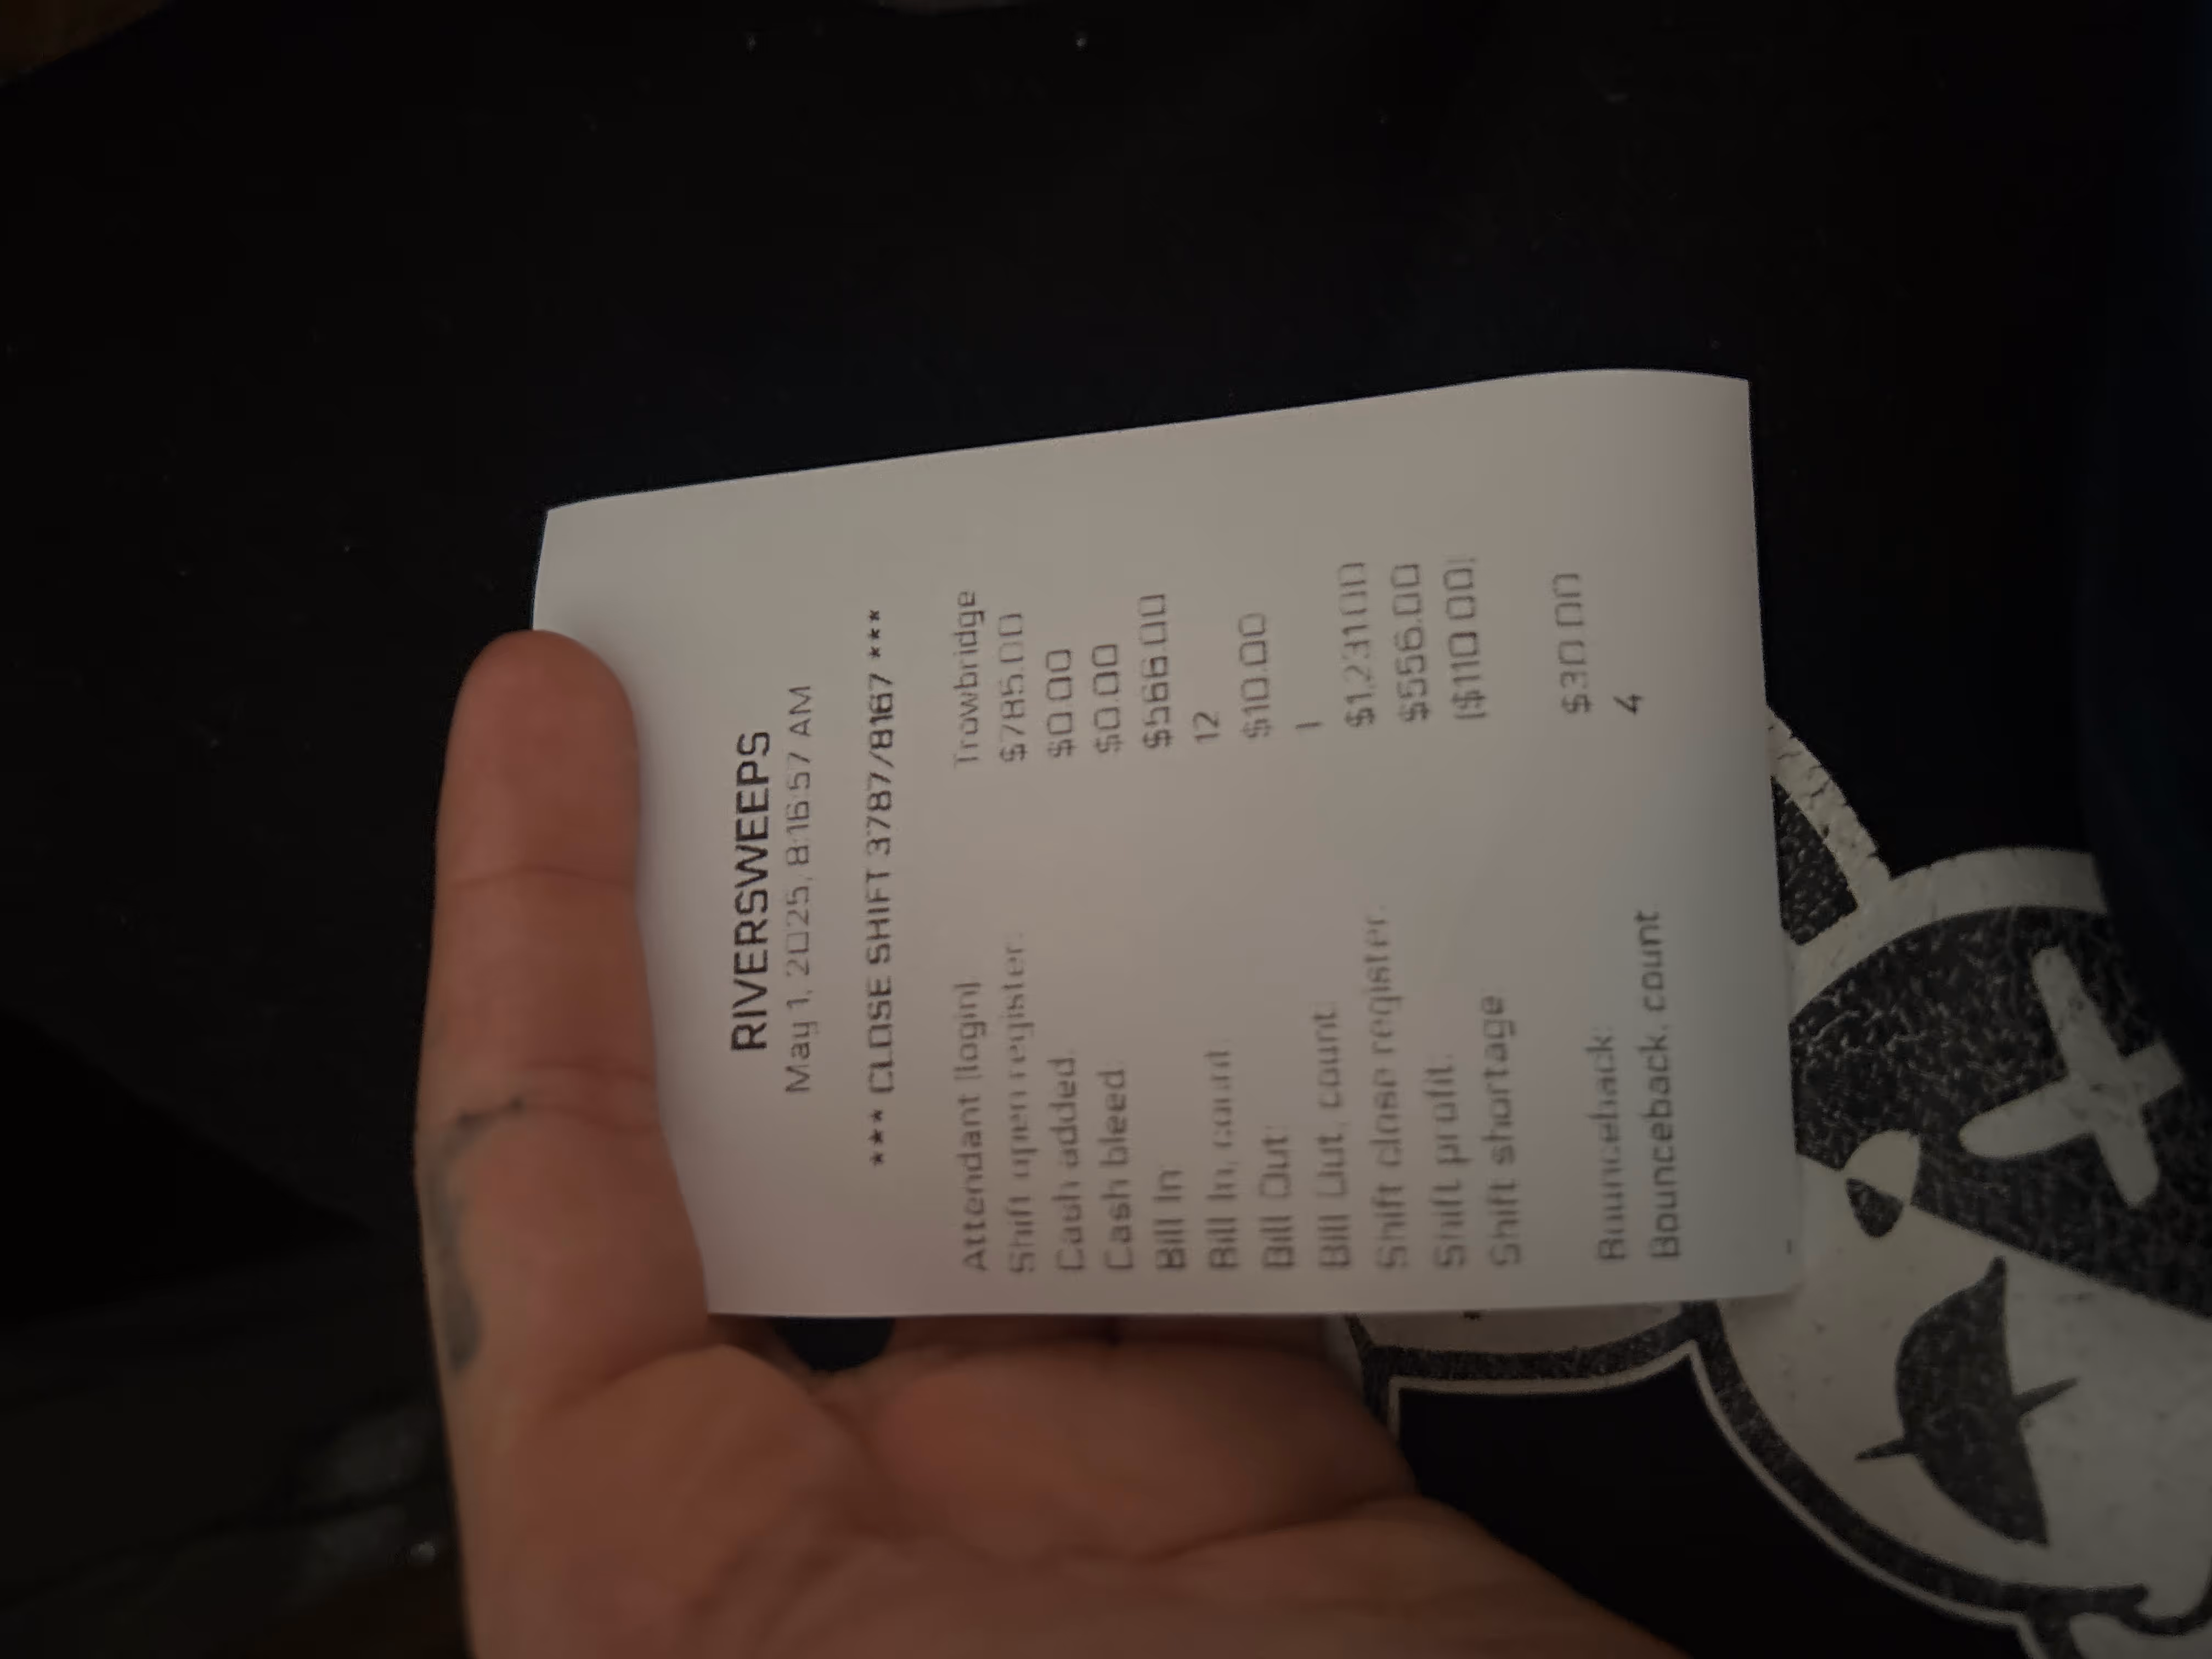 RIVERSWEEPS
May 1, 2025, 8:16:57 AM
*** CLOSE SHIFT 3787/8167 ***
Attendant (login) Trowbridge
Shift open register: $785.00
Cash added: $0.00
Cash bleed: $0.00
Bill In $566.00
Bill In, count: 12
Bill Out: $10.00
Bill Out, count: 1
Shift close register: $1,231.00
Shift profit: $556.00
Shift shortage ($110.00)
Bounceback: $30.00
Bounceback, count 4